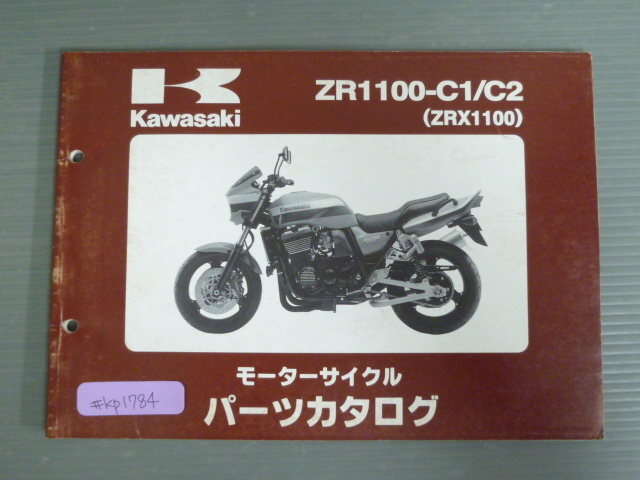 Kawasaki
ZR1100-C1/C2
(ZRX1100)
Kawasaki
モーターサイクル
パーツカタログ
#kp1784